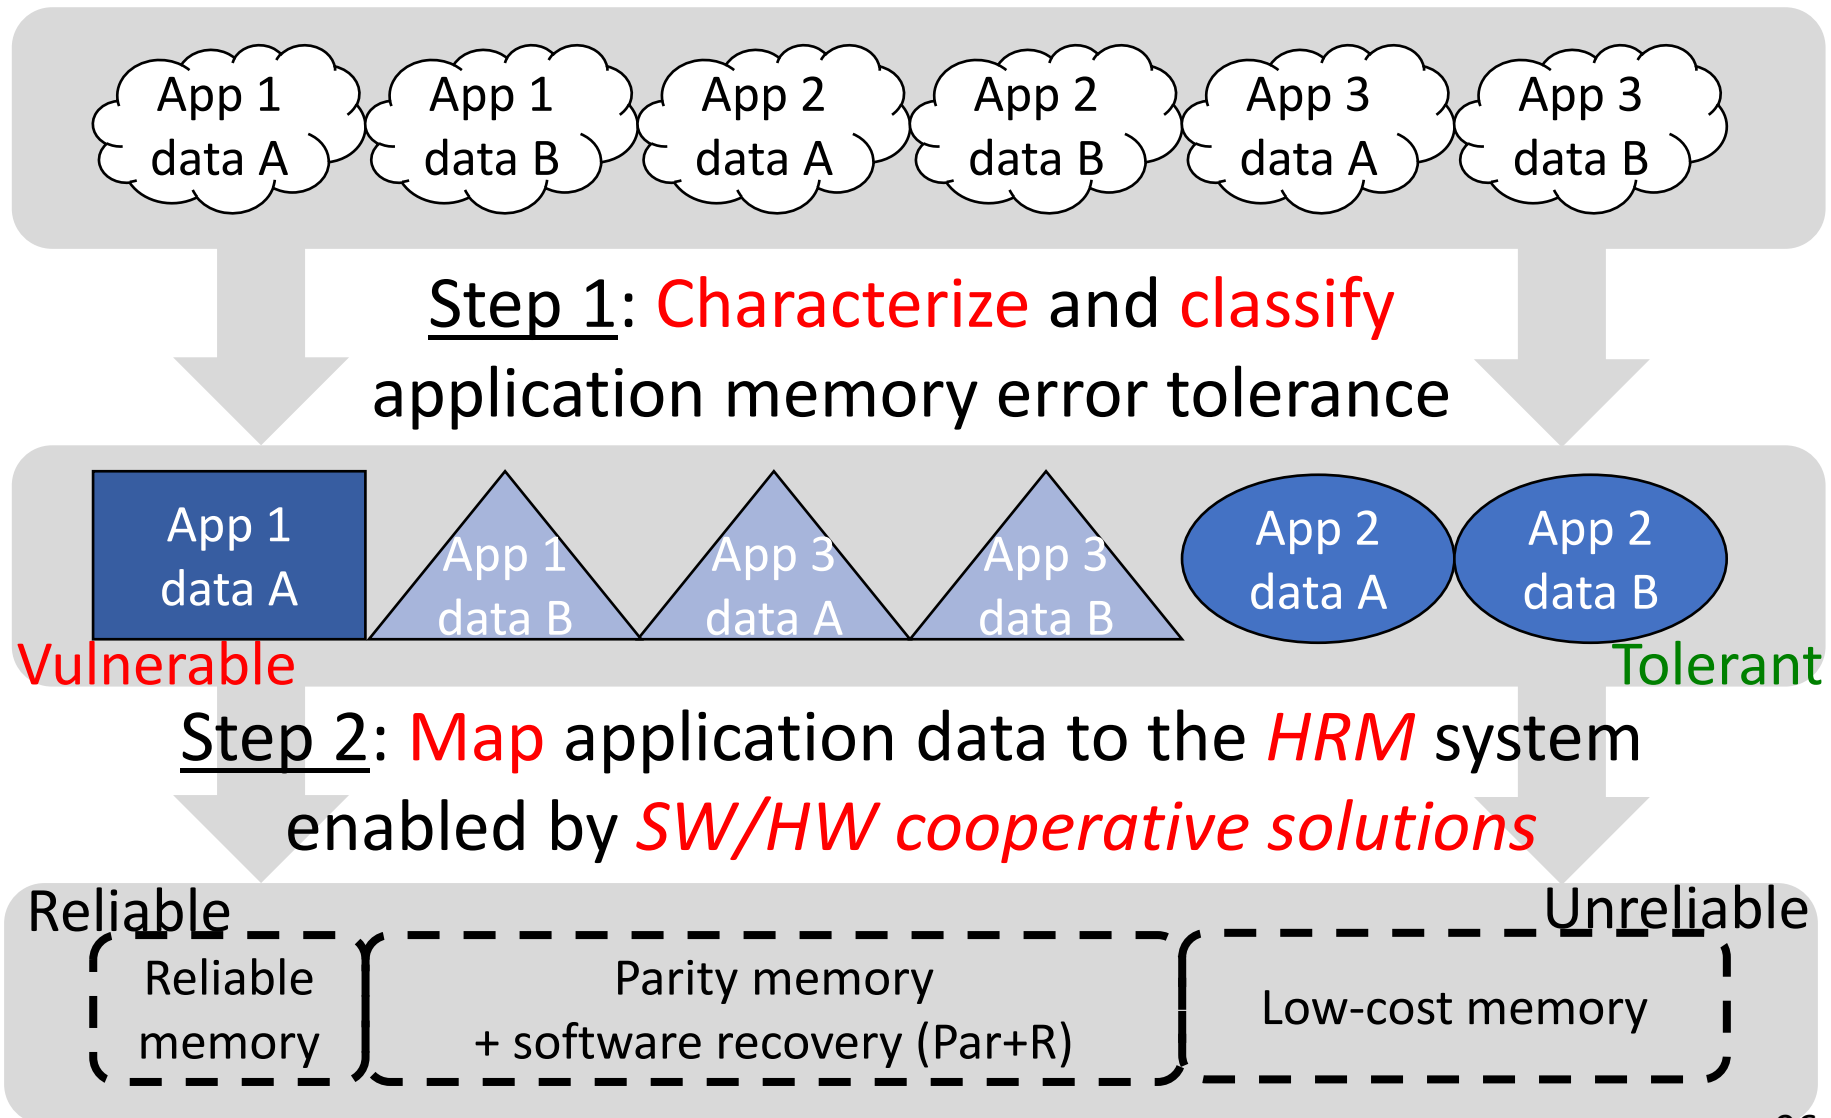 App 1
data A
App 1
data B
App 2
data A
App 2
data B
App 3
data A
App 3
data B
Step 1: Characterize and classify
application memory error tolerance
App 1
data A
App 1
data B
App 3
data A
App 3
data B
App 2
data A
App 2
data B
Vulnerable
Tolerant
Step 2: Map application data to the HRM system
enabled by SW/HW cooperative solutions
Reliable
Unreliable
Reliable
memory
Parity memory
+ software recovery (Par+R)
Low-cost memory